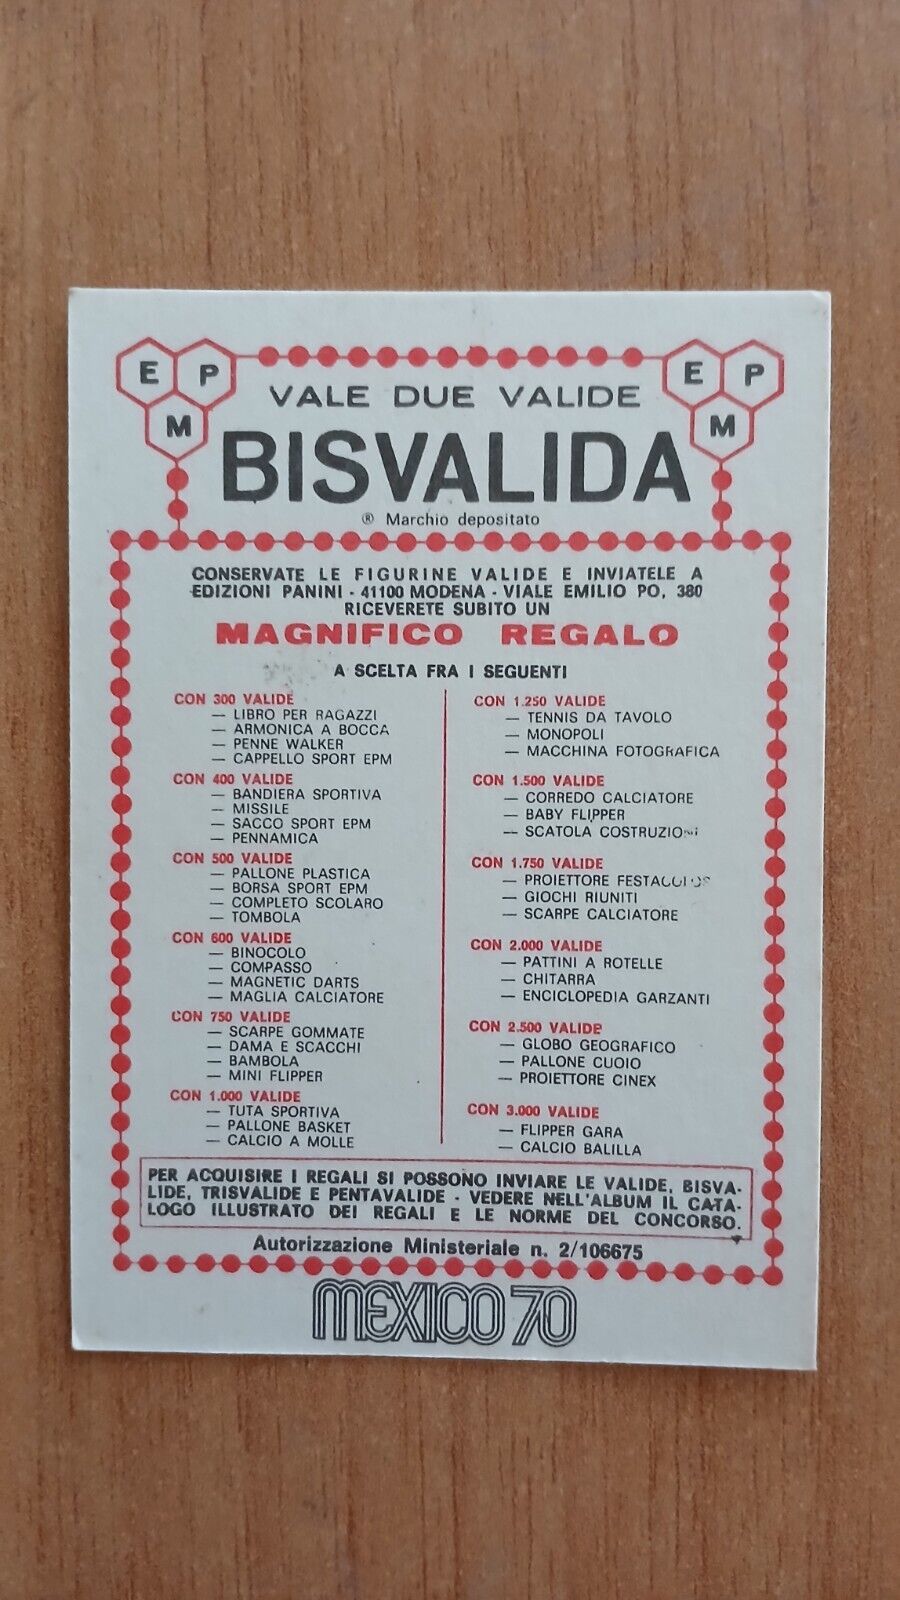 E P M
E P M
VALE DUE VALIDE
BISVALIDA
® Marchio depositato
CONSERVATE LE FIGURINE VALIDE E INVIATELE A
EDIZIONI PANINI - 41100 MODENA - VIALE EMILIO PO, 380
RICEVERETE SUBITO UN
MAGNIFICO REGALO
A SCELTA FRA I SEGUENTI
CON 300 VALIDE
— LIBRO PER RAGAZZI
— ARMONICA A BOCCA
— PENNE WALKER
— CAPPELLO SPORT EPM
CON 400 VALIDE
— BANDIERA SPORTIVA
— MISSILE
— SACCO SPORT EPM
— PENNAMICA
CON 500 VALIDE
— PALLONE PLASTICA
— BORSA SPORT EPM
— COMPLETO SCOLARO
— TOMBOLA
CON 600 VALIDE
— BINOCOLO
— COMPASSO
— MAGNETIC DARTS
— MAGLIA CALCIATORE
CON 750 VALIDE
— SCARPE GOMMATE
— DAMA E SCACCHI
— BAMBOLA
— MINI FLIPPER
CON 1.000 VALIDE
— TUTA SPORTIVA
— PALLONE BASKET
— CALCIO A MOLLE
CON 1.250 VALIDE
— TENNIS DA TAVOLO
— MONOPOLI
— MACCHINA FOTOGRAFICA
CON 1.500 VALIDE
— CORREDO CALCIATORE
— BABY FLIPPER
— SCATOLA COSTRUZIONI
CON 1.750 VALIDE
— PROIETTORE
— GIOCHI RIUNITI
— SCARPE CALCIATORE
CON 2.000 VALIDE
— PATTINI A ROTELLE
— CHITARRA
— ENCICLOPEDIA GARZANTI
CON 2.500 VALIDE
— GLOBO GEOGRAFICO
— PALLONE CUOIO
— PROIETTORE CINEX
CON 3.000 VALIDE
— FLIPPER GARA
— CALCIO BALILLA
PER ACQUISIRE I REGALI SI POSSONO INVIARE LE VALIDE, BISVA-
LIDE, TRISVALIDE E PENTAVALIDE - VEDERE NELL'ALBUM IL CATA-
LOGO ILLUSTRATO DEI REGALI E LE NORME DEL CONCORSO.
Autorizzazione Ministeriale n. 2/106675
MEXICO 70